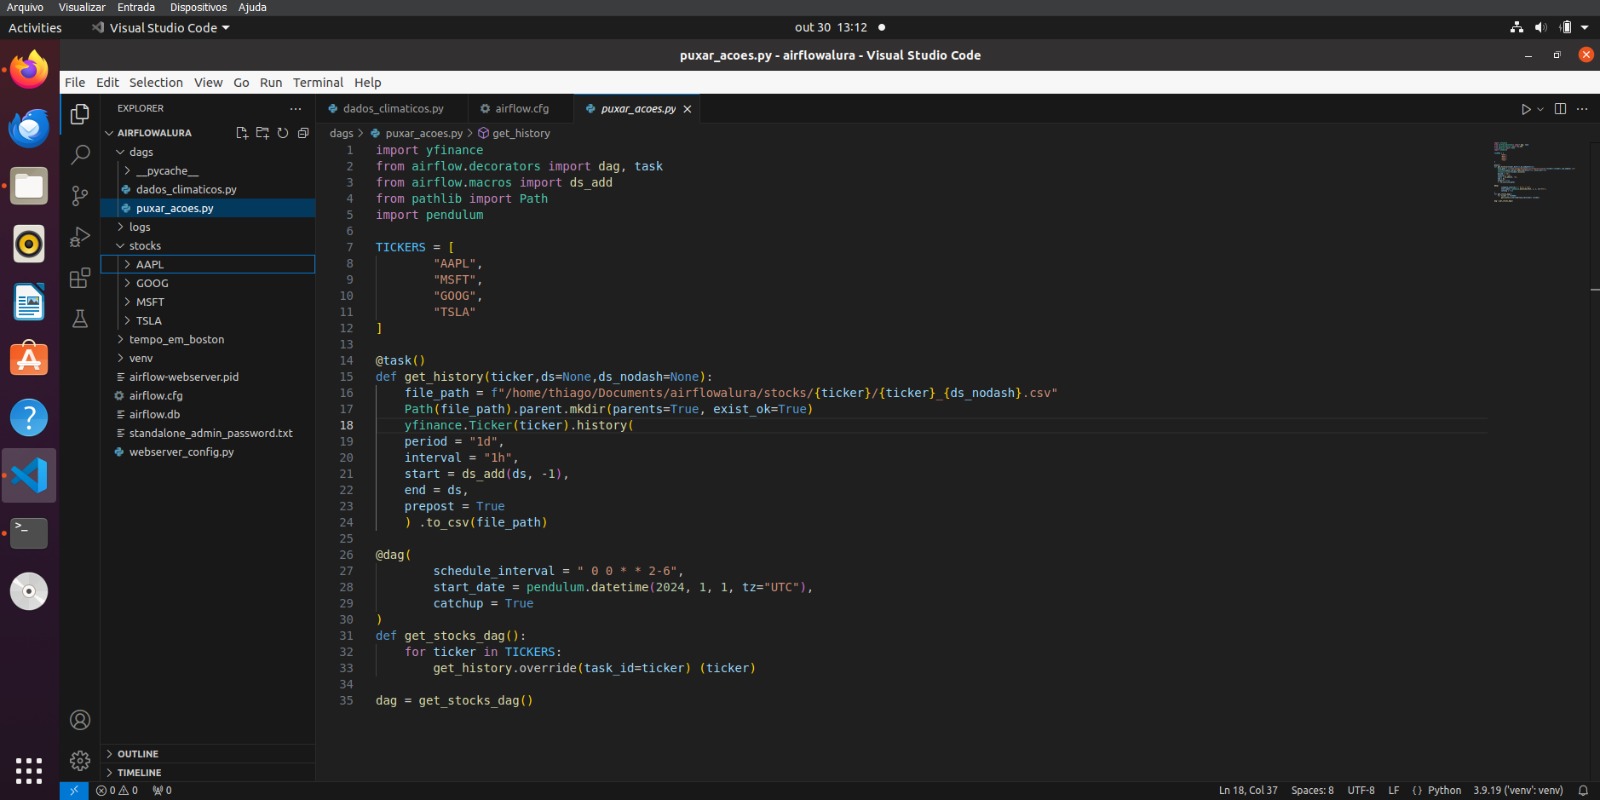 Arquivo Visualizar Entrada Dispositivos Ajuda
Activities Visual Studio Code out 30 13:12
puxar_acoes.py - airflowalura - Visual Studio Code
File Edit Selection View Go Run Terminal Help
EXPLORER
AIRFLOWALURA
dags
__pycache__
dados_climaticos.py
puxar_acoes.py
logs
stocks
AAPL
GOOG
MSFT
TSLA
tempo_em_boston
venv
airflow-webserver.pid
airflow.cfg
airflow.db
standalone_admin_password.txt
webserver_config.py
OUTLINE
TIMELINE
dados_climaticos.py airflow.cfg puxar_acoes.py
dags > puxar_acoes.py > get_history
1 import yfinance
2 from airflow.decorators import dag, task
3 from airflow.macros import ds_add
4 from pathlib import Path
5 import pendulum
6
7 TICKERS = [
8 "AAPL",
9 "MSFT",
10 "GOOG",
11 "TSLA"
12 ]
13
14 @task()
15 def get_history(ticker,ds=None,ds_nodash=None):
16 file_path = f"/home/thiago/Documents/airflowalura/stocks/{ticker}/{ticker}_{ds_nodash}.csv"
17 Path(file_path).parent.mkdir(parents=True, exist_ok=True)
18 yfinance.Ticker(ticker).history(
19 period = "1d",
20 interval = "1h",
21 start = ds_add(ds, -1),
22 end = ds,
23 prepost = True
24 ) .to_csv(file_path)
25
26 @dag(
27 schedule_interval = " 0 0 * * 2-6",
28 start_date = pendulum.datetime(2024, 1, 1, tz="UTC"),
29 catchup = True
30 )
31 def get_stocks_dag():
32 for ticker in TICKERS:
33 get_history.override(task_id=ticker) (ticker)
34
35 dag = get_stocks_dag()
0 0 0 Ln 18, Col 37 Spaces: 8 UTF-8 LF {} Python 3.9.19 ('venv': venv)